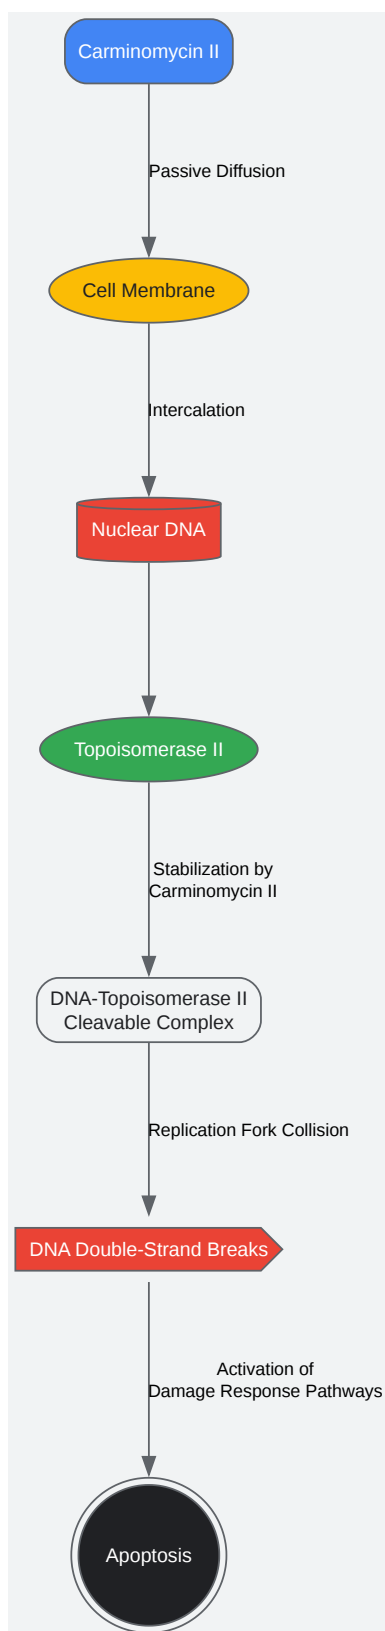 Carminomycin II
Passive Diffusion
Cell Membrane
Intercalation
Nuclear DNA
Topoisomerase II
Stabilization by
Carminomycin II
DNA-Topoisomerase II
Cleavable Complex
Replication Fork Collision
DNA Double-Strand Breaks
Activation of
Damage Response Pathways
Apoptosis